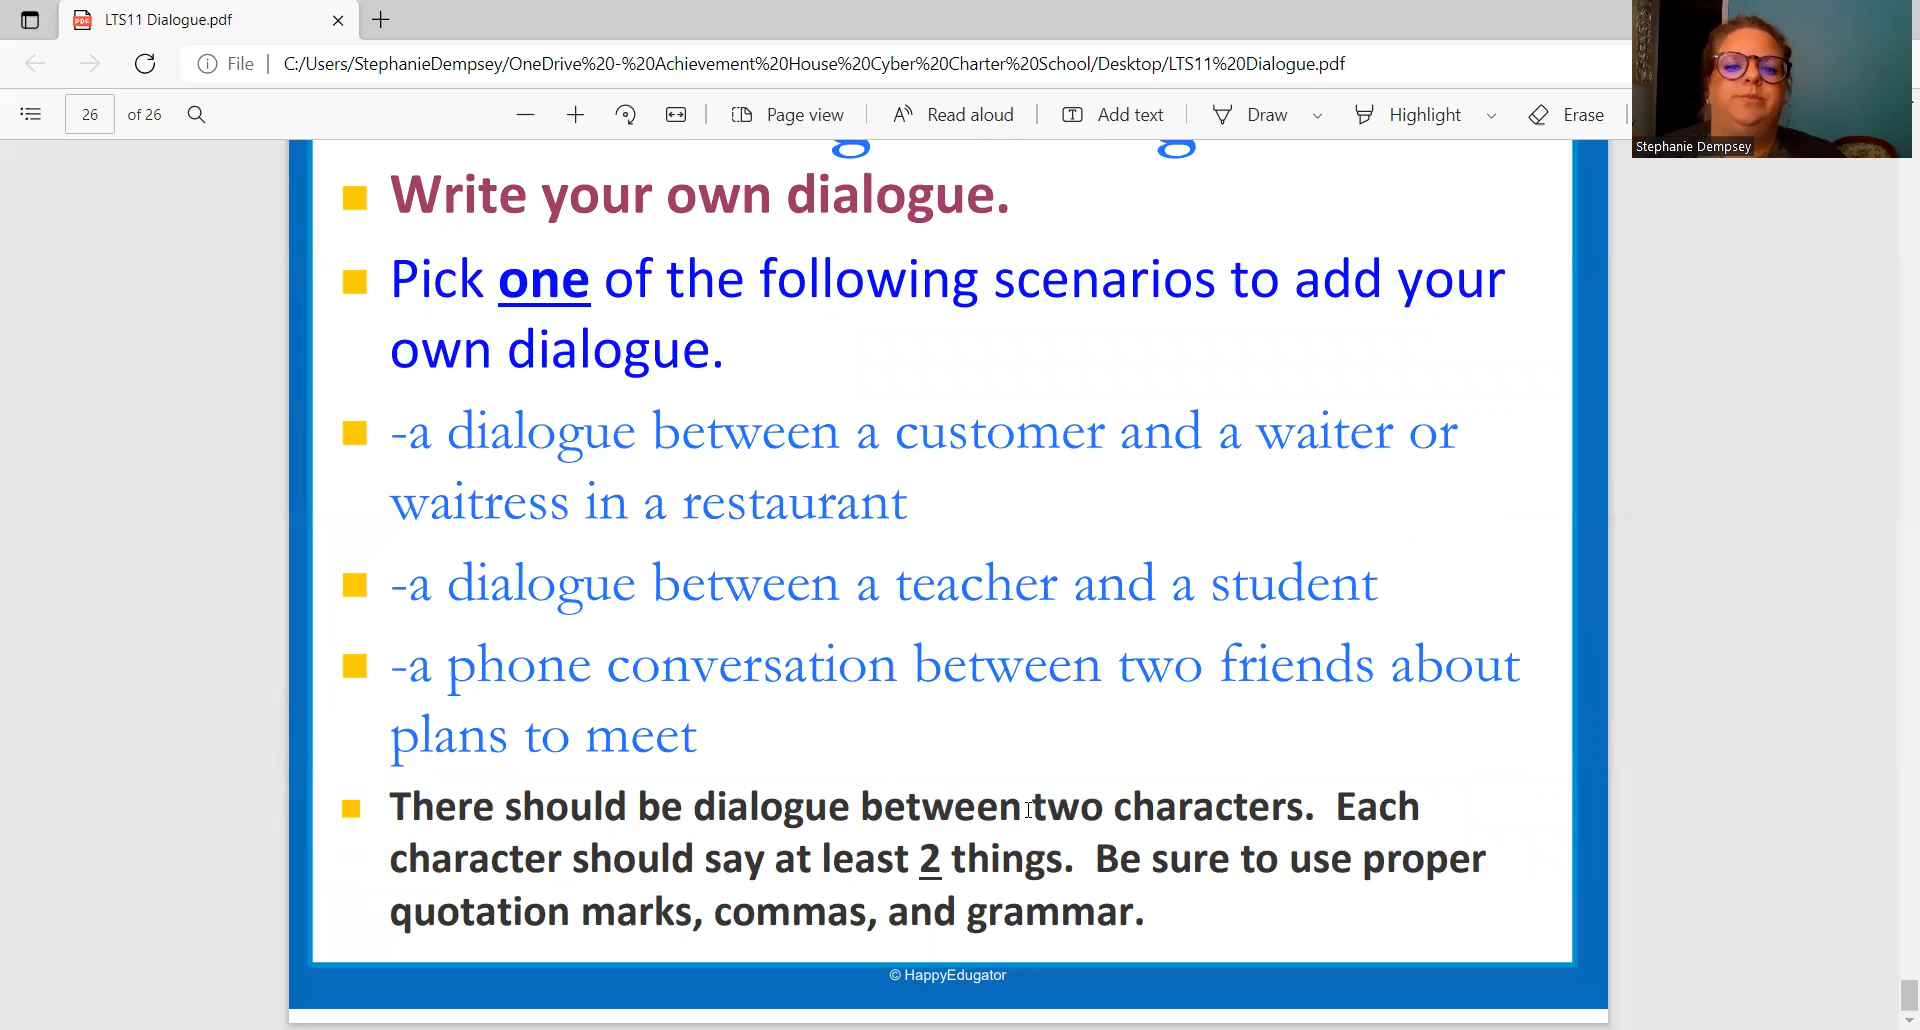 LTS11 Dialogue.pdf
File
C:/Users/StephanieDempsey/OneDrive%20-%20Achievement%20House%20Cyber%20Charter%20School/Desktop/LTS11%20Dialogue.pdf
26 of 26
Page view
Read aloud
Add text
Draw
Highlight
Erase
Stephanie Dempsey
Write your own dialogue.
Pick one of the following scenarios to add your
own dialogue.
-a dialogue between a customer and a waiter or
waitress in a restaurant
-a dialogue between a teacher and a student
-a phone conversation between two friends about
plans to meet
There should be dialogue between two characters.  Each
character should say at least 2 things.  Be sure to use proper
quotation marks, commas, and grammar.
© HappyEdugator